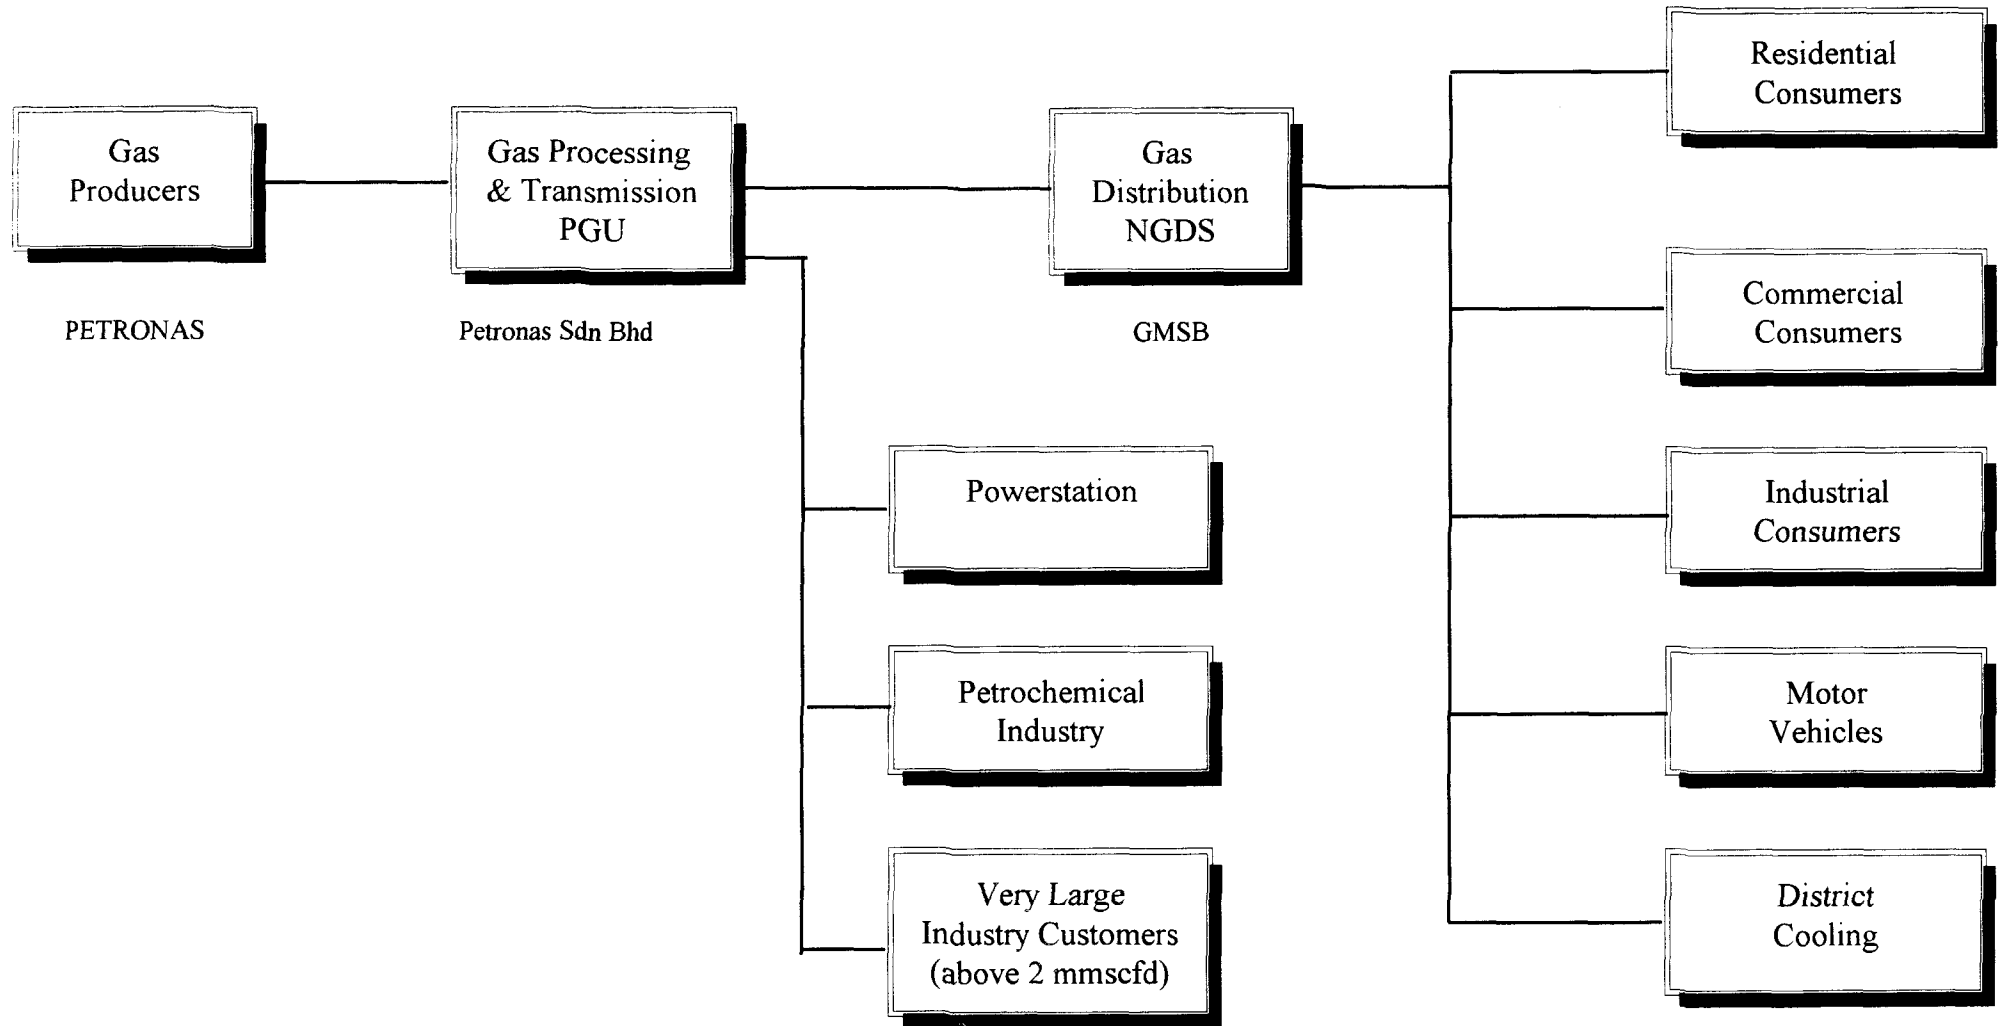 Gas
Producers
PETRONAS
Gas Processing
& Transmission
PGU
Petronas Sdn Bhd
Gas
Distribution
NGDS
GMSB
Powerstation
Petrochemical
Industry
Very Large
Industry Customers
(above 2 mmscfd)
Residential
Consumers
Commercial
Consumers
Industrial
Consumers
Motor
Vehicles
District
Cooling